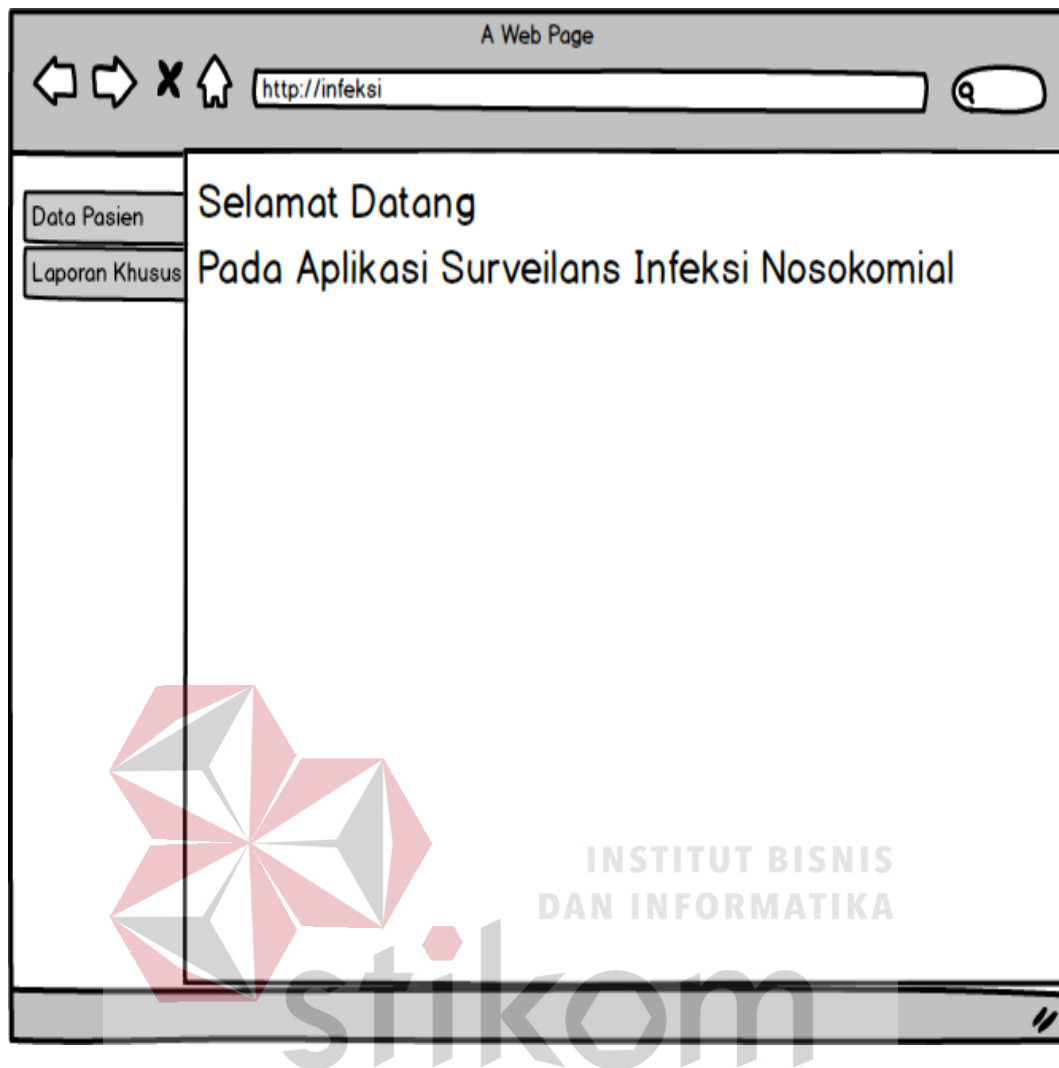 A Web Page
http://infeksi
Data Pasien
Laporan Khusus
Selamat Datang
Pada Aplikasi Surveilans Infeksi Nosokomial
INSTITUT BISNIS
DAN INFORMATIKA
stikom